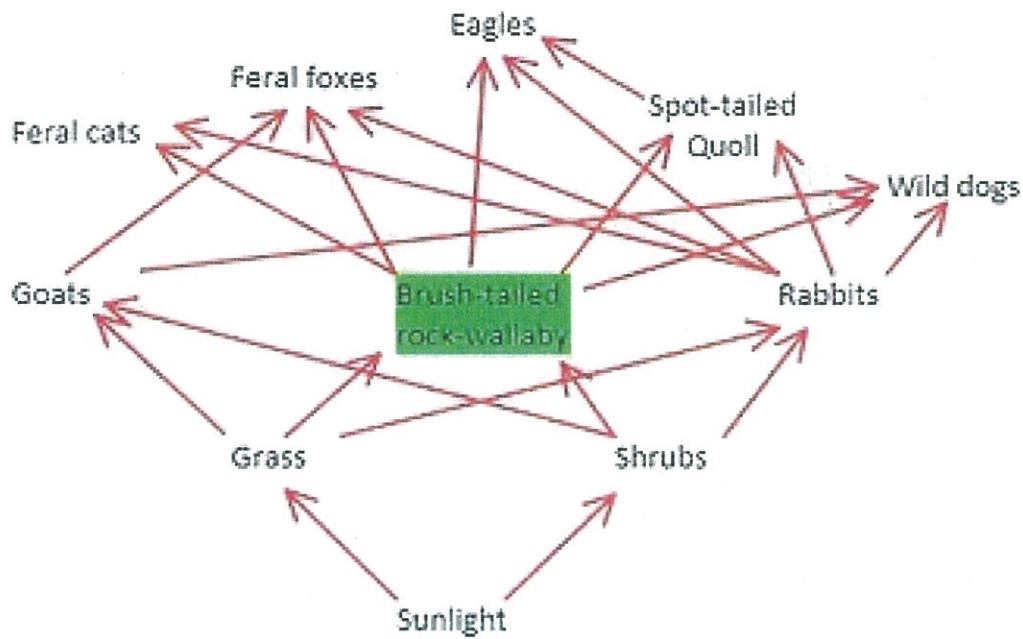 Eagles
Feral foxes
Spot-tailed
Quoll
Feral cats
Wild dogs
Goats
Brush-tailed
rock-wallaby
Rabbits
Grass
Shrubs
Sunlight